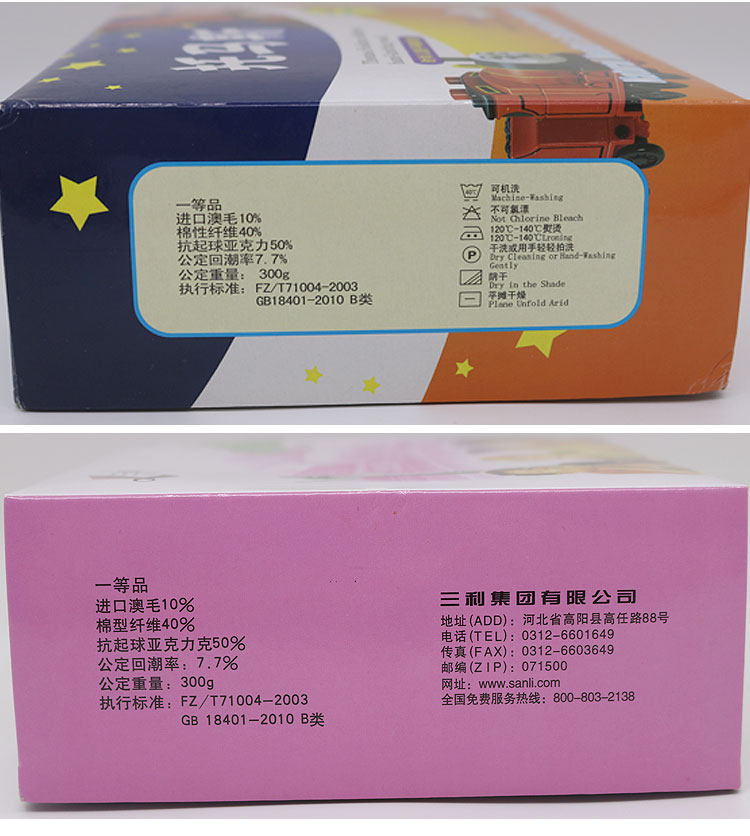 托马斯
一等品
进口澳毛10%
棉性纤维40%
抗起球亚克力50%
公定回潮率7.7%
公定重量: 300g
执行标准: FZ/T71004-2003
GB18401-2010 B类
40℃
可机洗
Machine-Washing
不可氯漂
Not Chlorine Bleach
120℃-140℃熨烫
120℃-140℃Lroning
P
干洗或用手轻轻拍洗
Dry Cleaning or Hand-Washing
Gently
阴干
Dry in the Shade
平摊干燥
Plane Unfold Arid
一等品
进口澳毛10%
棉型纤维40%
抗起球亚克力克50%
公定回潮率: 7.7%
公定重量: 300g
执行标准: FZ/T71004-2003
GB 18401-2010 B类
三利集团有限公司
地址(ADD): 河北省高阳县高任路88号
电话(TEL): 0312-6601649
传真(FAX): 0312-6603649
邮编(ZIP): 071500
网址: www.sanli.com
全国免费服务热线: 800-803-2138